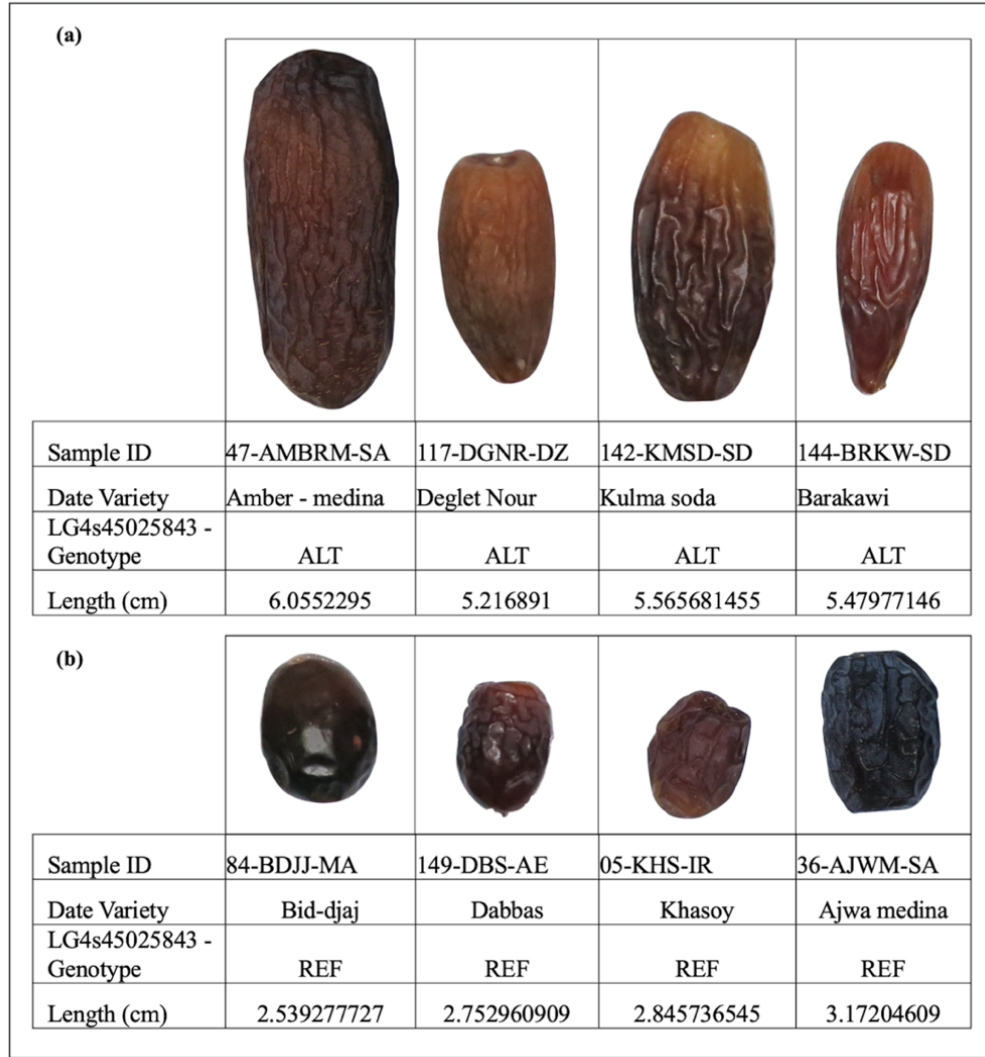 (a)
Sample ID 47-AMBRM-SA 117-DGNR-DZ 142-KMSD-SD 144-BRKW-SD
Date Variety Amber - medina Deglet Nour Kulma soda Barakawi
LG4s45025843 -
Genotype ALT ALT ALT ALT
Length (cm) 6.0552295 5.216891 5.565681455 5.47977146
(b)
Sample ID 84-BDJJ-MA 149-DBS-AE 05-KHS-IR 36-AJWM-SA
Date Variety Bid-djaj Dabbas Khasoy Ajwa medina
LG4s45025843 -
Genotype REF REF REF REF
Length (cm) 2.539277727 2.752960909 2.845736545 3.17204609